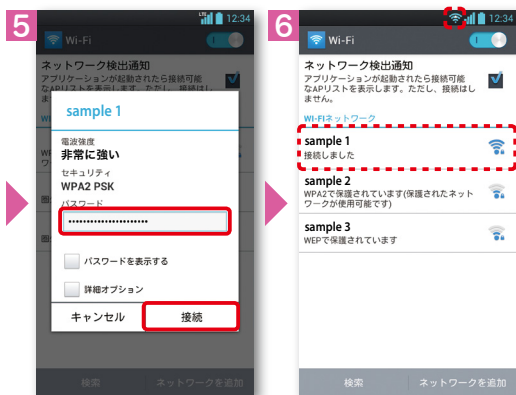 5
LTE 12:34
Wi-Fi
ネットワーク検出通知
アプリケーションが起動されたら接続可能
なAPリストを表示します。ただし、接続はし
ま
sample 1
電波強度
非常に強い
セキュリティ
WPA2 PSK
パスワード
••••••••••••••••••••••
パスワードを表示する
詳細オプション
キャンセル 接続
検索 ネットワークを追加
6
12:34
Wi-Fi
ネットワーク検出通知
アプリケーションが起動されたら接続可能
なAPリストを表示します。ただし、接続はし
ません。
WI-FIネットワーク
sample 1
接続しました
sample 2
WPA2で保護されています(保護されたネット
ワークが使用可能です)
sample 3
WEPで保護されています
検索 ネットワークを追加